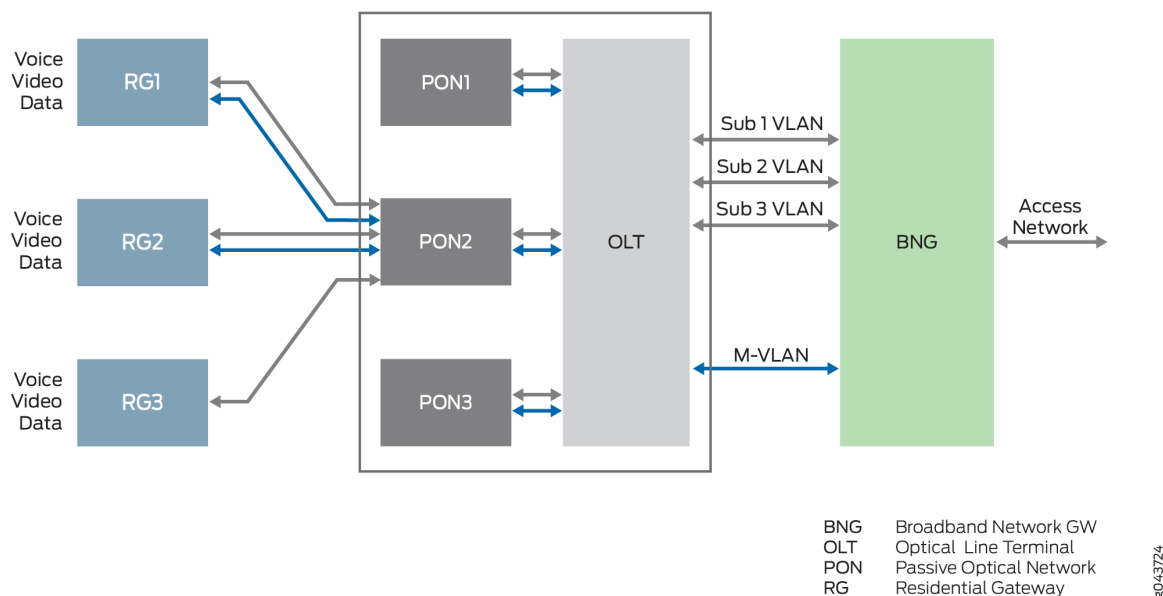 Voice
Video
Data
RG1
PON1
Sub 1 VLAN
Sub 2 VLAN
Sub 3 VLAN
Voice
Video
Data
RG2
PON2
OLT
BNG
Access
Network
M-VLAN
Voice
Video
Data
RG3
PON3
BNG Broadband Network GW
OLT Optical Line Terminal
PON Passive Optical Network
RG Residential Gateway
g043724